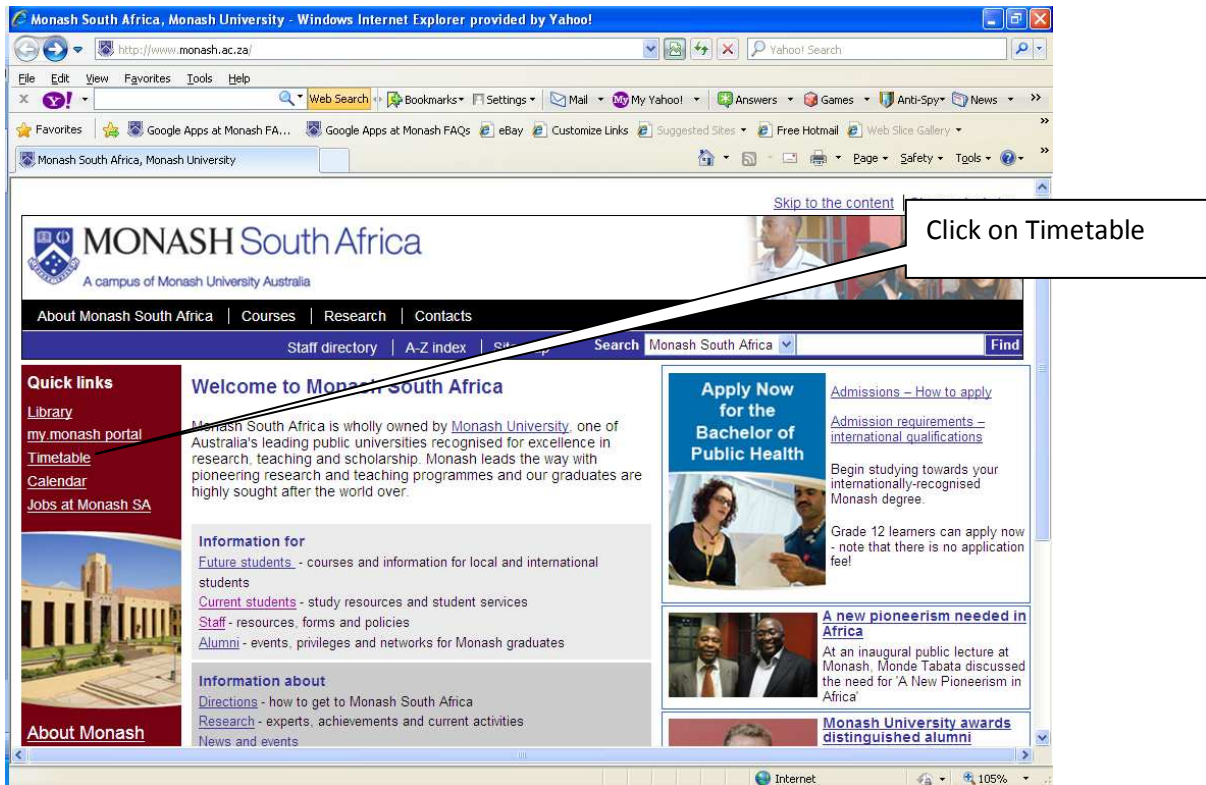 Monash South Africa, Monash University - Windows Internet Explorer provided by Yahoo!
http://www.monash.ac.za/
Yahoo! Search
File Edit View Favorites Tools Help
X Y! Web Search Bookmarks Settings Mail My Yahoo! Answers Games Anti-Spy News >>
Favorites Google Apps at Monash FA... Google Apps at Monash FAQs eBay Customize Links Suggested Sites Free Hotmail Web Slice Gallery >>
Monash South Africa, Monash University
Page Safety Tools >>
Skip to the content |
Click on Timetable
MONASH South Africa
A campus of Monash University Australia
About Monash South Africa | Courses | Research | Contacts
Staff directory | A-Z index |
Search Monash South Africa Find
Quick links
Library
my.monash portal
Timetable
Calendar
Jobs at Monash SA
About Monash
Welcome to Monash South Africa
Monash South Africa is wholly owned by Monash University, one of
Australia's leading public universities recognised for excellence in
research, teaching and scholarship. Monash leads the way with
pioneering research and teaching programmes and our graduates are
highly sought after the world over.
Information for
Future students - courses and information for local and international
students
Current students - study resources and student services
Staff - resources, forms and policies
Alumni - events, privileges and networks for Monash graduates
Information about
Directions - how to get to Monash South Africa
Research - experts, achievements and current activities
News and events
Apply Now
for the
Bachelor of
Public Health
Admissions – How to apply
Admission requirements –
international qualifications
Begin studying towards your
internationally-recognised
Monash degree.
Grade 12 learners can apply now
- note that there is no application
fee!
A new pioneerism needed in
Africa
At an inaugural public lecture at
Monash, Monde Tabata discussed
the need for 'A New Pioneerism in
Africa'
Monash University awards
distinguished alumni
Internet 105%